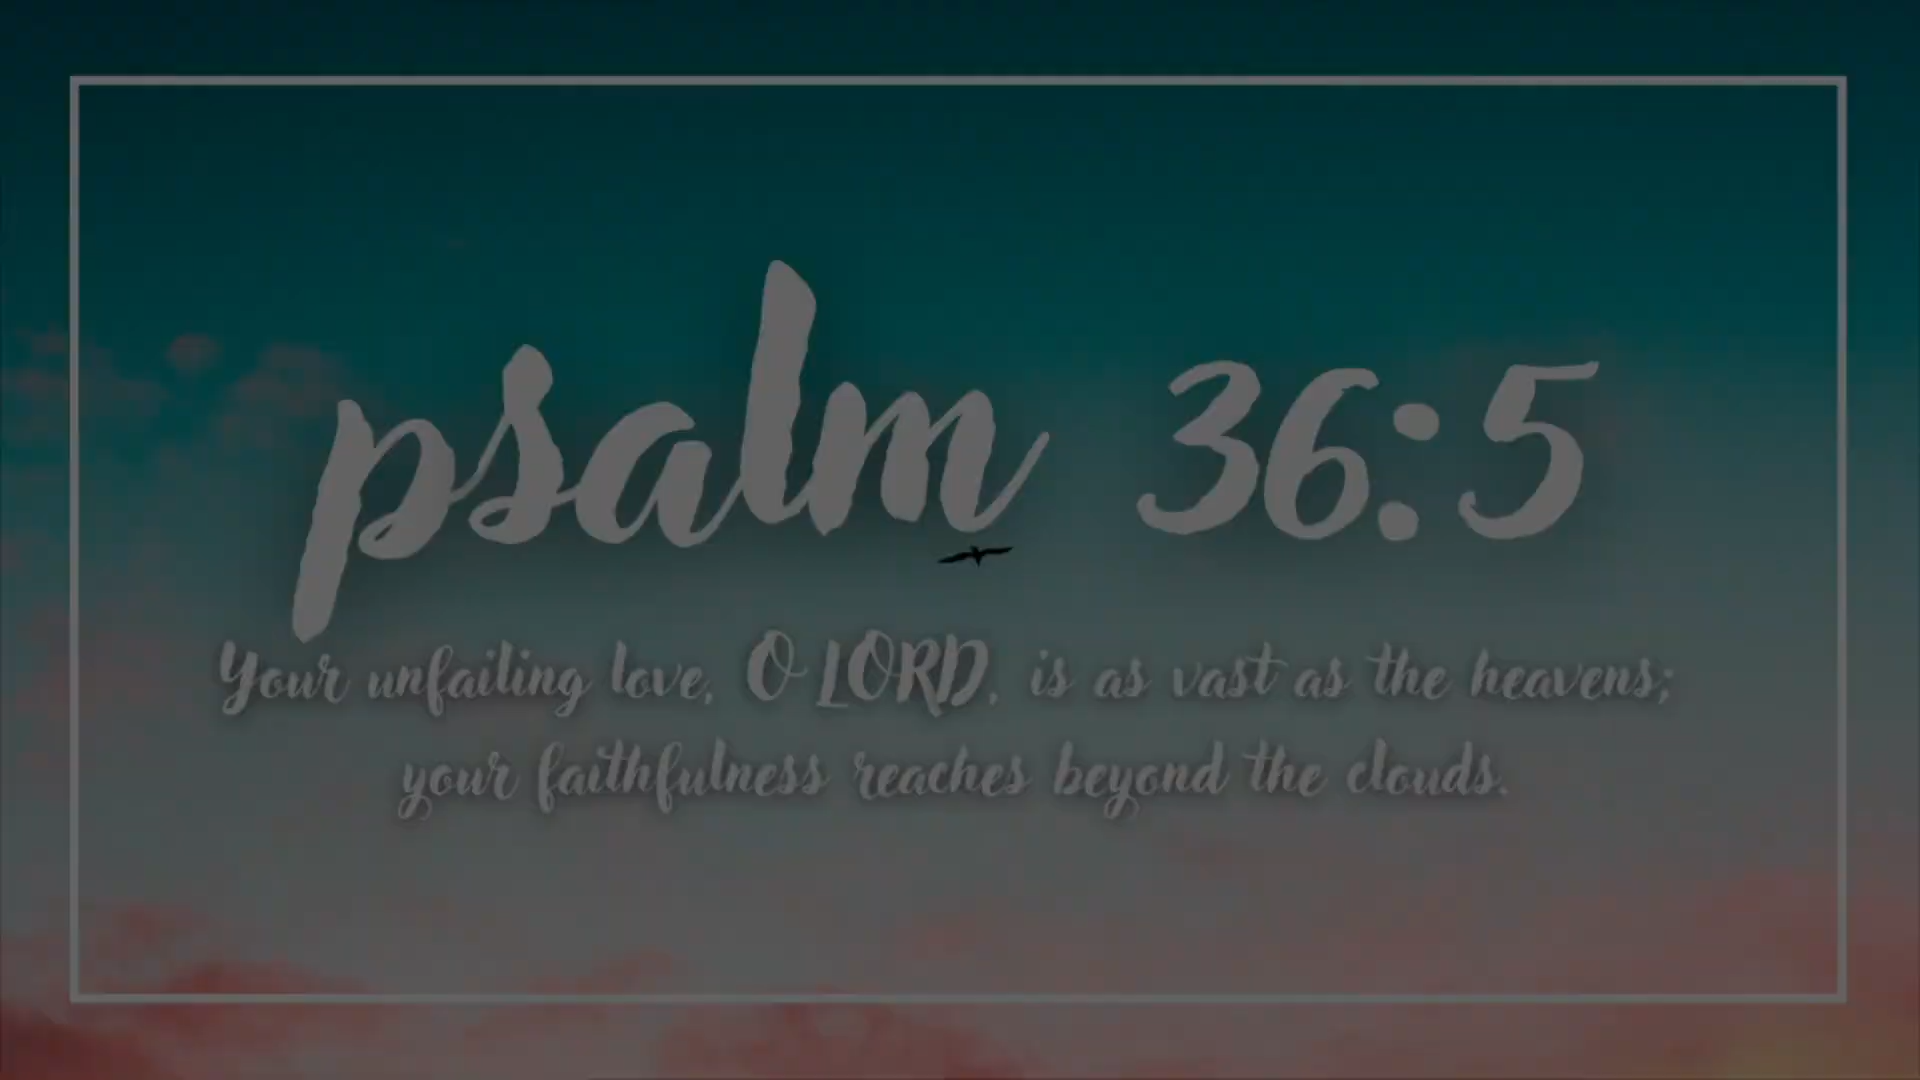 psalm 36:5
Your unfailing love, O LORD, is as vast as the heavens;
your faithfulness reaches beyond the clouds.